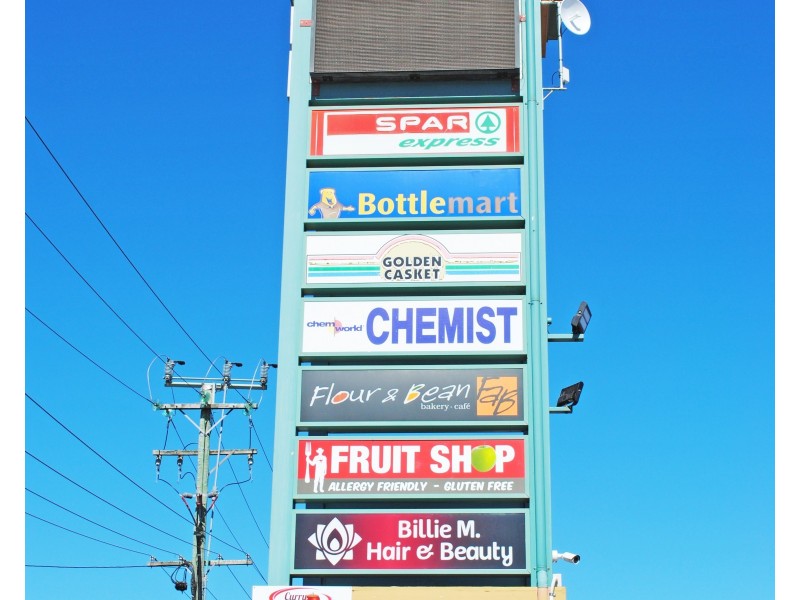 SPAR
express
Bottlemart
GOLDEN
CASKET
chemworld CHEMIST
Flour & Bean FAB
bakery · café
FRUIT SHOP
ALLERGY FRIENDLY - GLUTEN FREE
Billie M.
Hair & Beauty